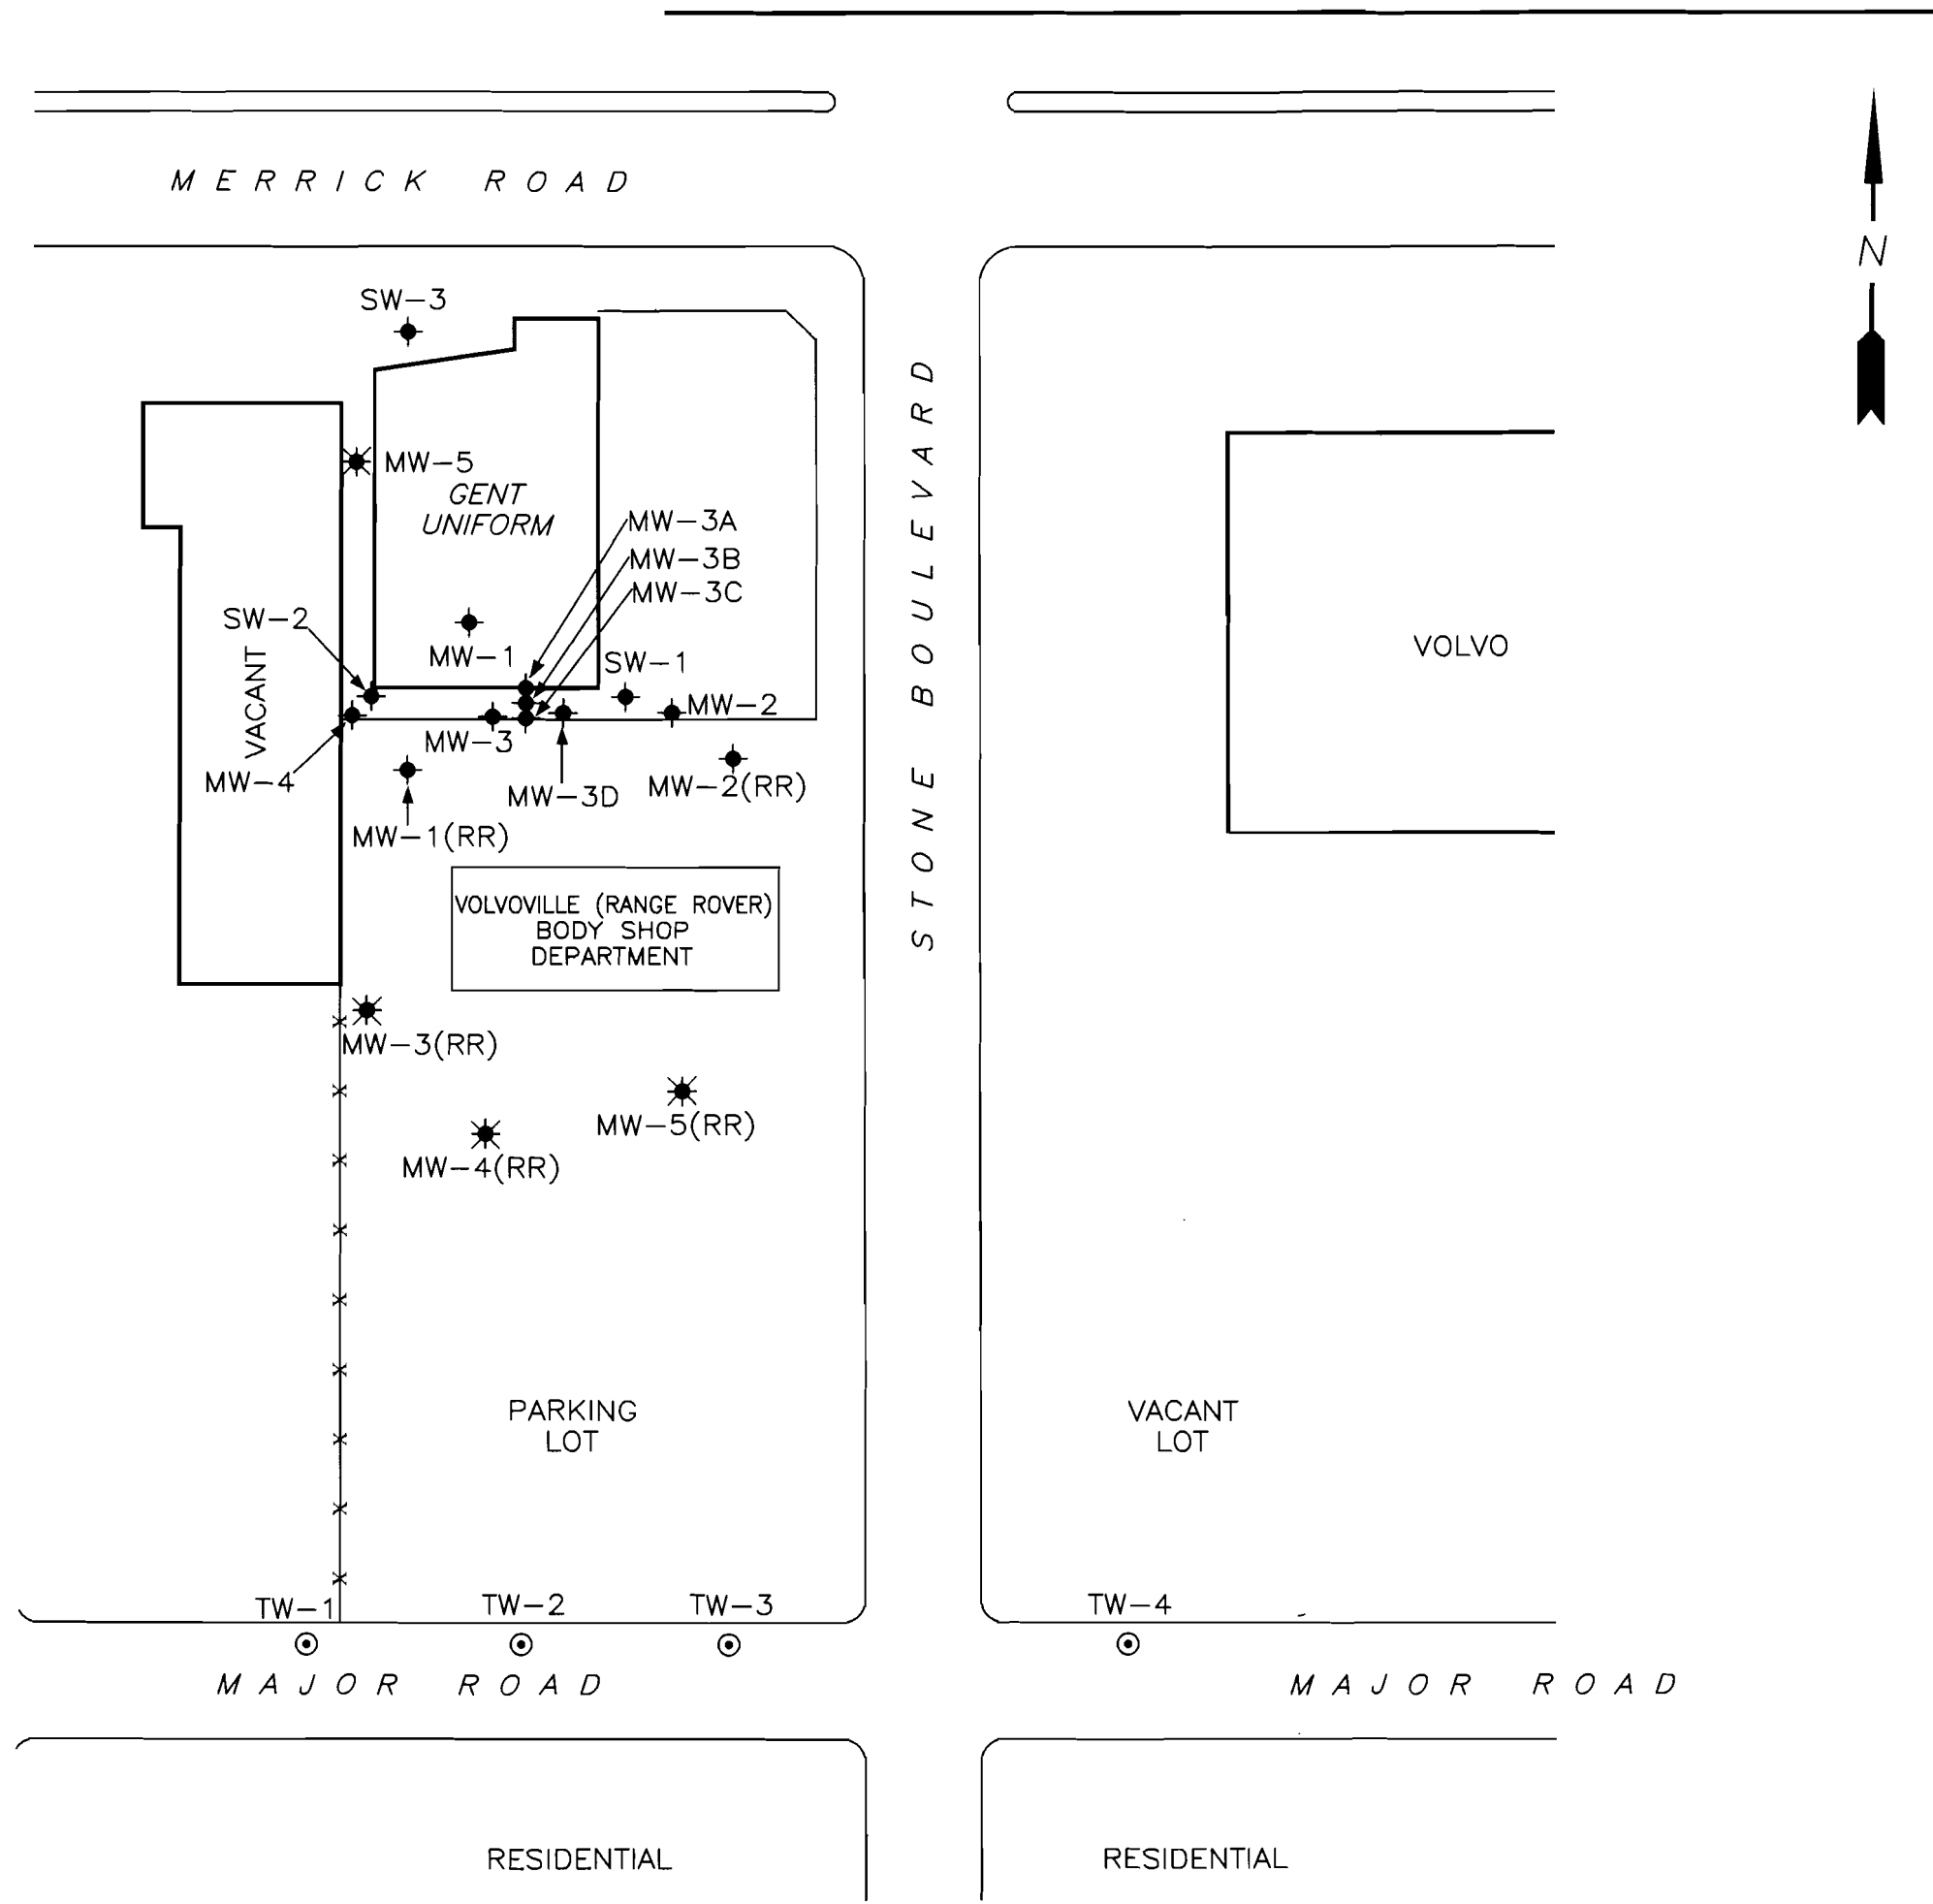 MERRICK ROAD
N
SW-3
MW-5
GENT
UNIFORM
MW-3A
MW-3B
MW-3C
SW-2
VACANT
MW-1
SW-1
MW-2
MW-3
MW-4
MW-3D
MW-2(RR)
MW-1(RR)
STONE BOULEVARD
VOLVO
VOLVOVILLE (RANGE ROVER)
BODY SHOP
DEPARTMENT
MW-3(RR)
MW-5(RR)
MW-4(RR)
PARKING
LOT
VACANT
LOT
TW-1
TW-2
TW-3
TW-4
MAJOR ROAD
MAJOR ROAD
RESIDENTIAL
RESIDENTIAL